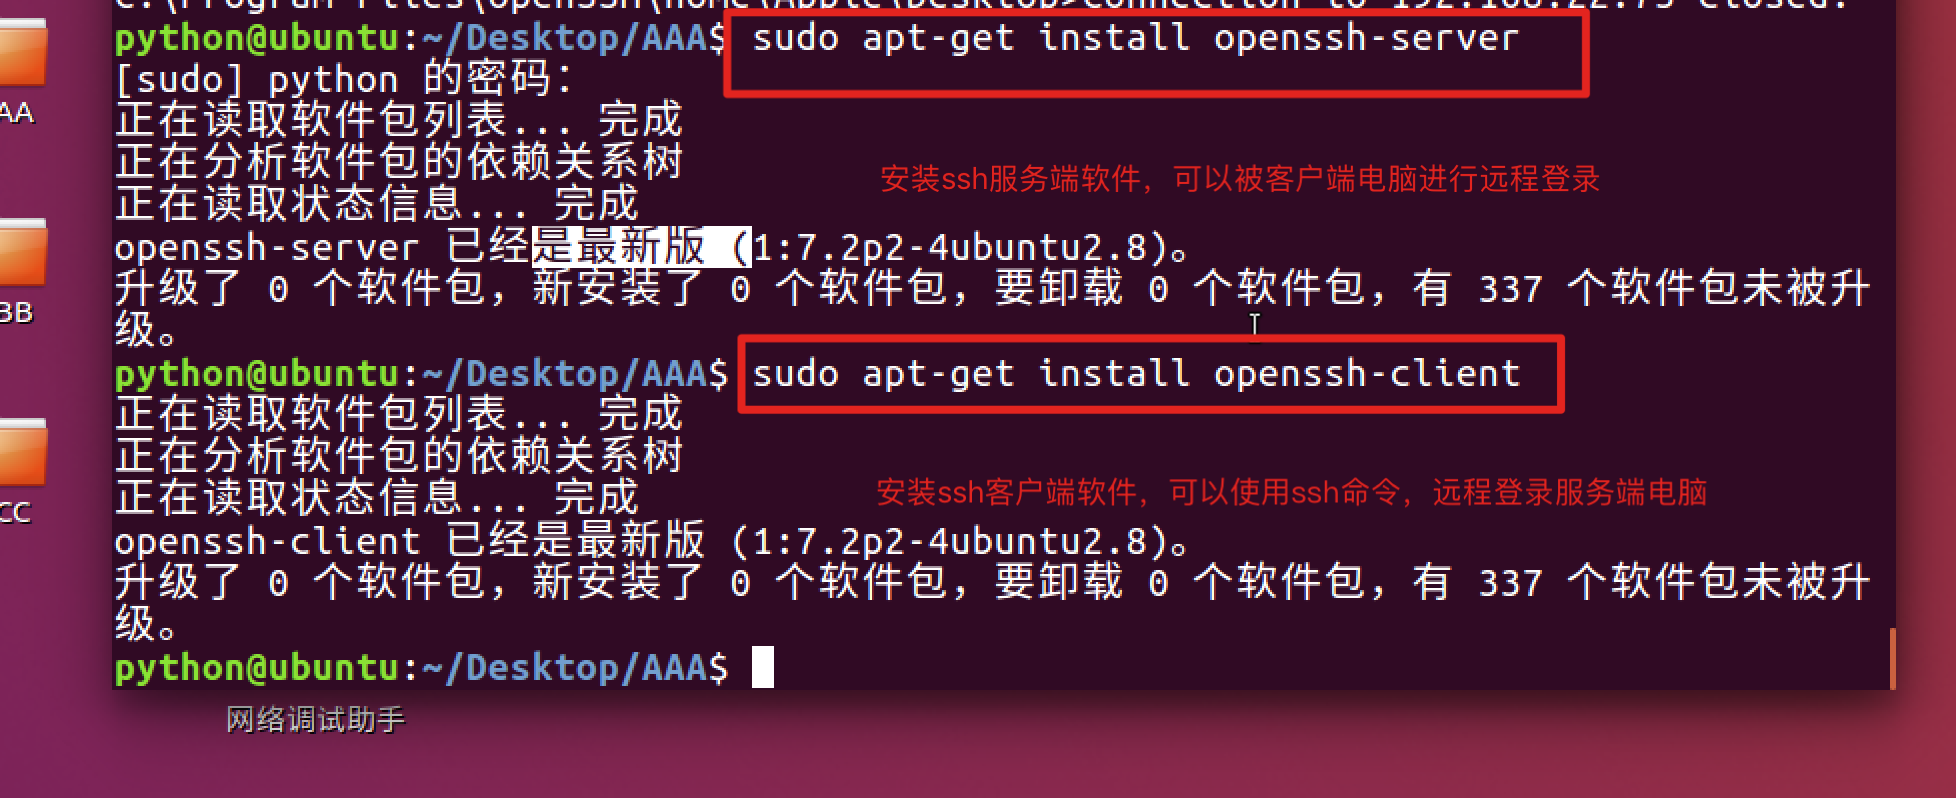 c:\Program Files\OpenSSH\home\Apple\Desktop>Connection to 192.168.22.75 closed.
python@ubuntu:~/Desktop/AAA$ sudo apt-get install openssh-server
[sudo] python 的密码：
正在读取软件包列表... 完成
正在分析软件包的依赖关系树
正在读取状态信息... 完成
安装ssh服务端软件，可以被客户端电脑进行远程登录
openssh-server 已经是最新版 (1:7.2p2-4ubuntu2.8)。
升级了 0 个软件包，新安装了 0 个软件包，要卸载 0 个软件包，有 337 个软件包未被升
级。
python@ubuntu:~/Desktop/AAA$ sudo apt-get install openssh-client
正在读取软件包列表... 完成
正在分析软件包的依赖关系树
正在读取状态信息... 完成
安装ssh客户端软件，可以使用ssh命令，远程登录服务端电脑
openssh-client 已经是最新版 (1:7.2p2-4ubuntu2.8)。
升级了 0 个软件包，新安装了 0 个软件包，要卸载 0 个软件包，有 337 个软件包未被升
级。
python@ubuntu:~/Desktop/AAA$
AA
BB
CC
网络调试助手